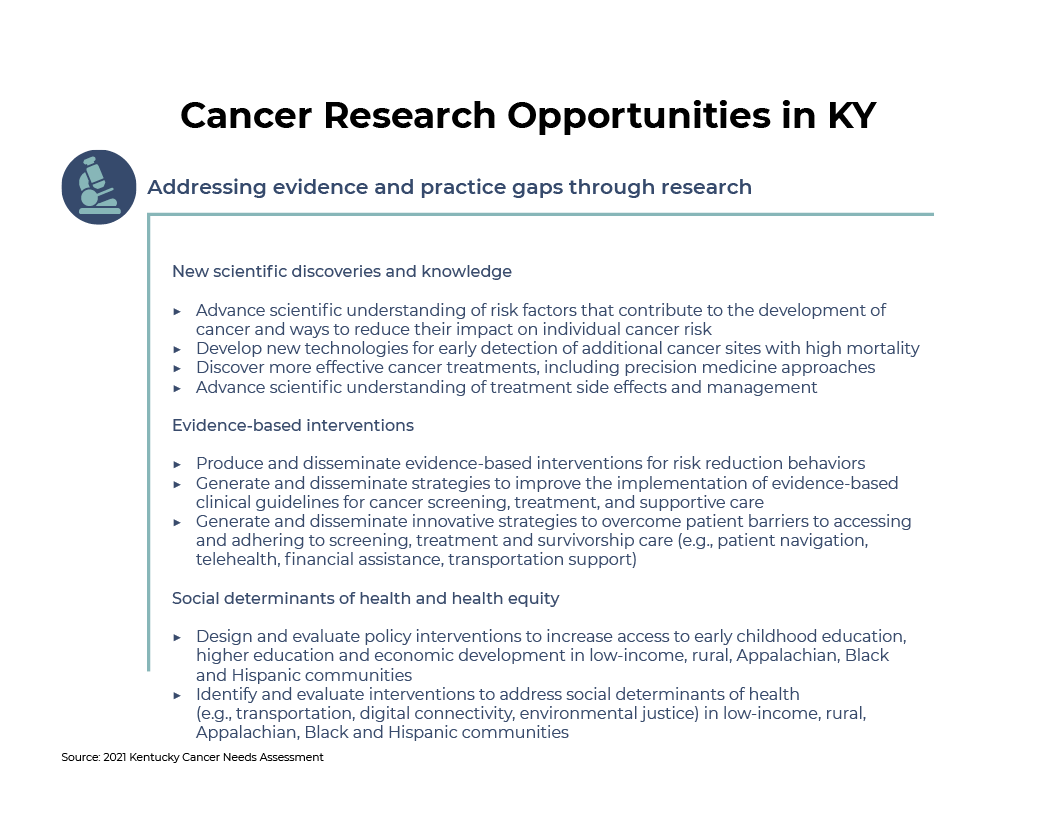 Cancer Research Opportunities in KY
Addressing evidence and practice gaps through research
New scientific discoveries and knowledge
▸ Advance scientific understanding of risk factors that contribute to the development of
cancer and ways to reduce their impact on individual cancer risk
▸ Develop new technologies for early detection of additional cancer sites with high mortality
▸ Discover more effective cancer treatments, including precision medicine approaches
▸ Advance scientific understanding of treatment side effects and management
Evidence-based interventions
▸ Produce and disseminate evidence-based interventions for risk reduction behaviors
▸ Generate and disseminate strategies to improve the implementation of evidence-based
clinical guidelines for cancer screening, treatment, and supportive care
▸ Generate and disseminate innovative strategies to overcome patient barriers to accessing
and adhering to screening, treatment and survivorship care (e.g., patient navigation,
telehealth, financial assistance, transportation support)
Social determinants of health and health equity
▸ Design and evaluate policy interventions to increase access to early childhood education,
higher education and economic development in low-income, rural, Appalachian, Black
and Hispanic communities
▸ Identify and evaluate interventions to address social determinants of health
(e.g., transportation, digital connectivity, environmental justice) in low-income, rural,
Appalachian, Black and Hispanic communities
Source: 2021 Kentucky Cancer Needs Assessment